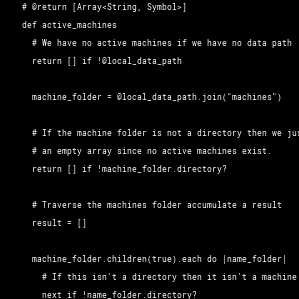 # @return [Array<String, Symbol>]
def active_machines
# We have no active machines if we have no data path
return [] if !@local_data_path
machine_folder = @local_data_path.join("machines")
# If the machine folder is not a directory then we
# an empty array since no active machines exist.
return [] if !machine_folder.directory?
# Traverse the machines folder accumulate a result
result = []
machine_folder.children(true).each do |name_folder|
# If this isn't a directory then it isn't a machine
next if !name_folder.directory?